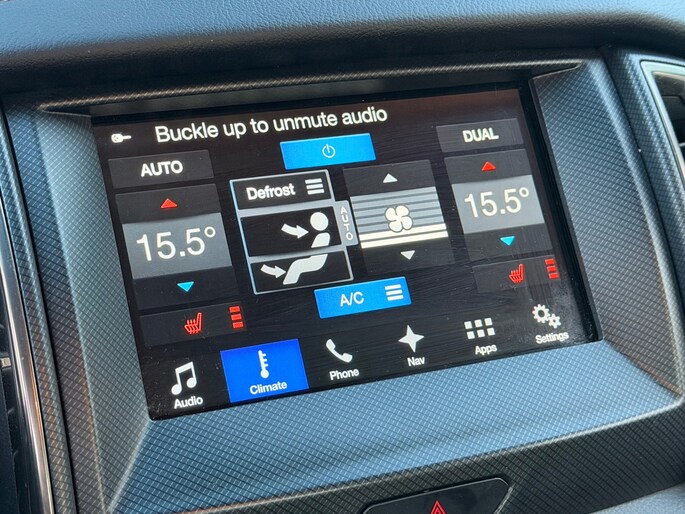 Buckle up to unmute audio
AUTO
DUAL
Defrost
AUTO
15.5°
15.5°
A/C
Audio
Climate
Phone
Nav
Apps
Settings